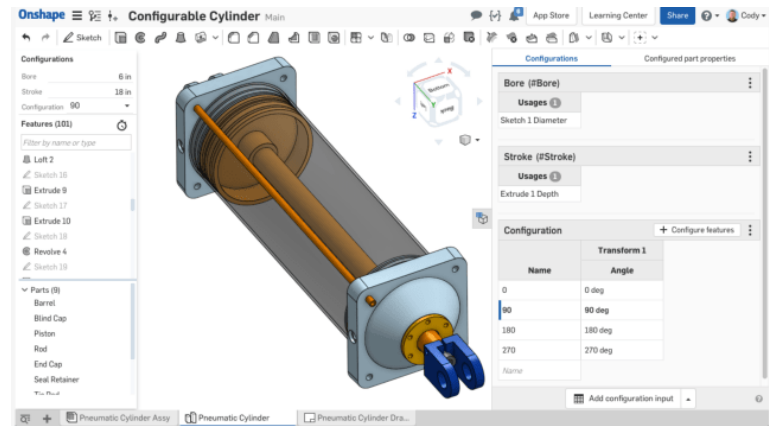 Onshape Configurable Cylinder Main App Store Learning Center Share Cody
Sketch
Configurations
Bore 6 in
Stroke 18 in
Configuration 90
Features (101)
Filter by name or type
Loft 2
Sketch 16
Extrude 9
Sketch 17
Extrude 10
Sketch 18
Revolve 4
Sketch 19
Parts (9)
Barrel
Blind Cap
Piston
Rod
End Cap
Seal Retainer
Tie Rod
Bottom
X
Y
Z
Configurations Configured part properties
Bore (#Bore)
Usages 1
Sketch 1 Diameter
Stroke (#Stroke)
Usages 1
Extrude 1 Depth
Configuration + Configure features
Transform 1
Name Angle
0 0 deg
90 90 deg
180 180 deg
270 270 deg
Name
Add configuration input
Pneumatic Cylinder Assy Pneumatic Cylinder Pneumatic Cylinder Dra...